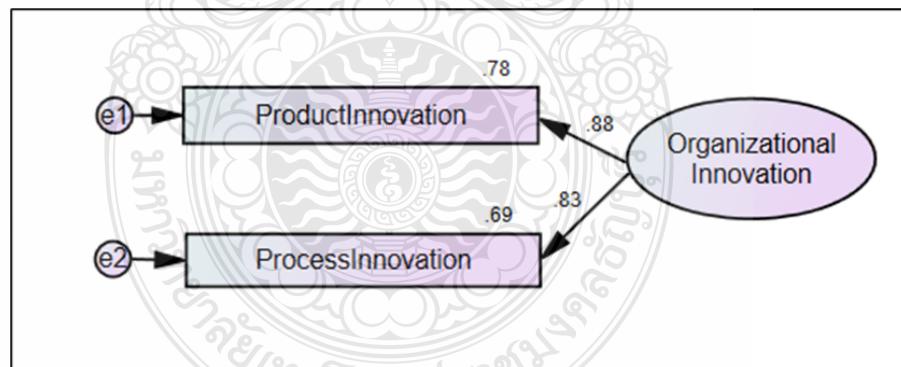 .78
e1
ProductInnovation
.88
Organizational
Innovation
.69
.83
e2
ProcessInnovation